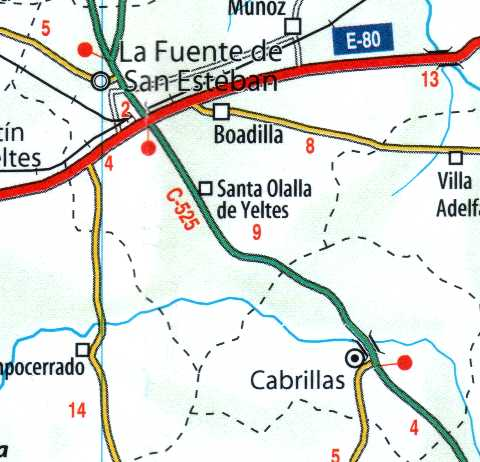 5
Muñoz
E-80
La Fuente de
San Esteban
13
2
Boadilla
8
4
Villa
C-525
Santa Olalla
de Yeltes
9
Cabrillas
14
4
5